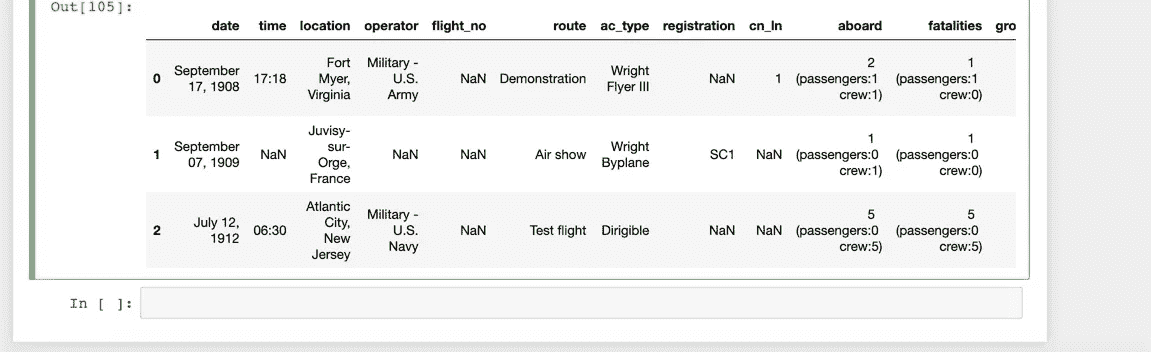 Out[105]:
date time location operator flight_no route ac_type registration cn_ln aboard fatalities gro
0 September 17, 1908 17:18 Fort Myer, Virginia Military - U.S. Army NaN Demonstration Wright Flyer III NaN 1 2 (passengers:1 crew:1) 1 (passengers:1 crew:0)
1 September 07, 1909 NaN Juvisy-sur-Orge, France NaN NaN Air show Wright Byplane SC1 NaN 1 (passengers:0 crew:1) 1 (passengers:0 crew:0)
2 July 12, 1912 06:30 Atlantic City, New Jersey Military - U.S. Navy NaN Test flight Dirigible NaN NaN 5 (passengers:0 crew:5) 5 (passengers:0 crew:5)
In [ ]: